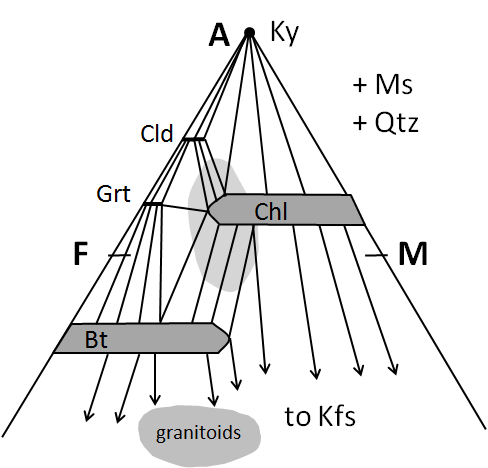 A Ky
+ Ms
+ Qtz
Cld
Grt
Chl
F M
Bt
to Kfs
granitoids